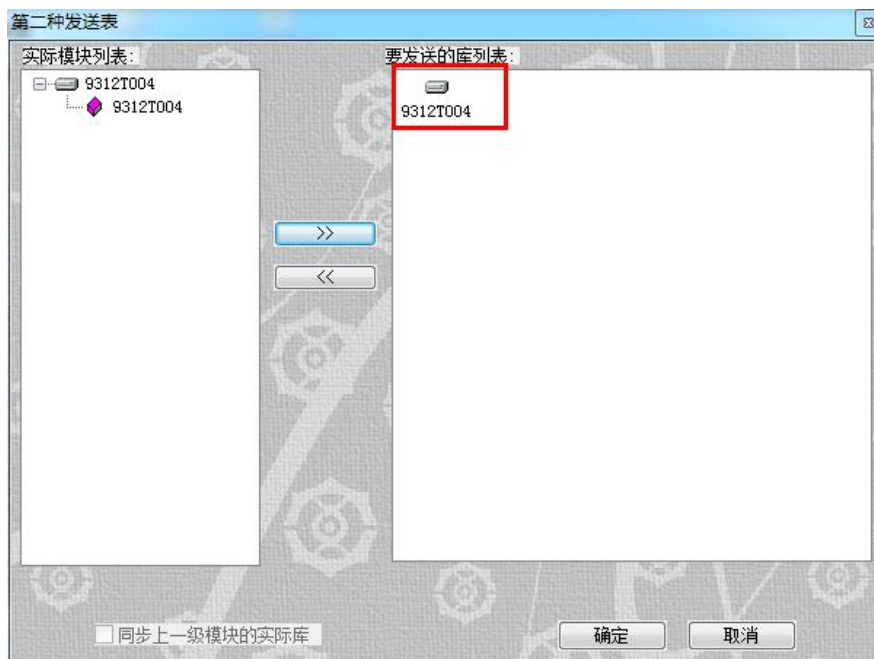 第二种发送表
实际模块列表:
要发送的库列表:
9312T004
9312T004
9312T004
>>
<<
同步上一级模块的实际库
确定
取消